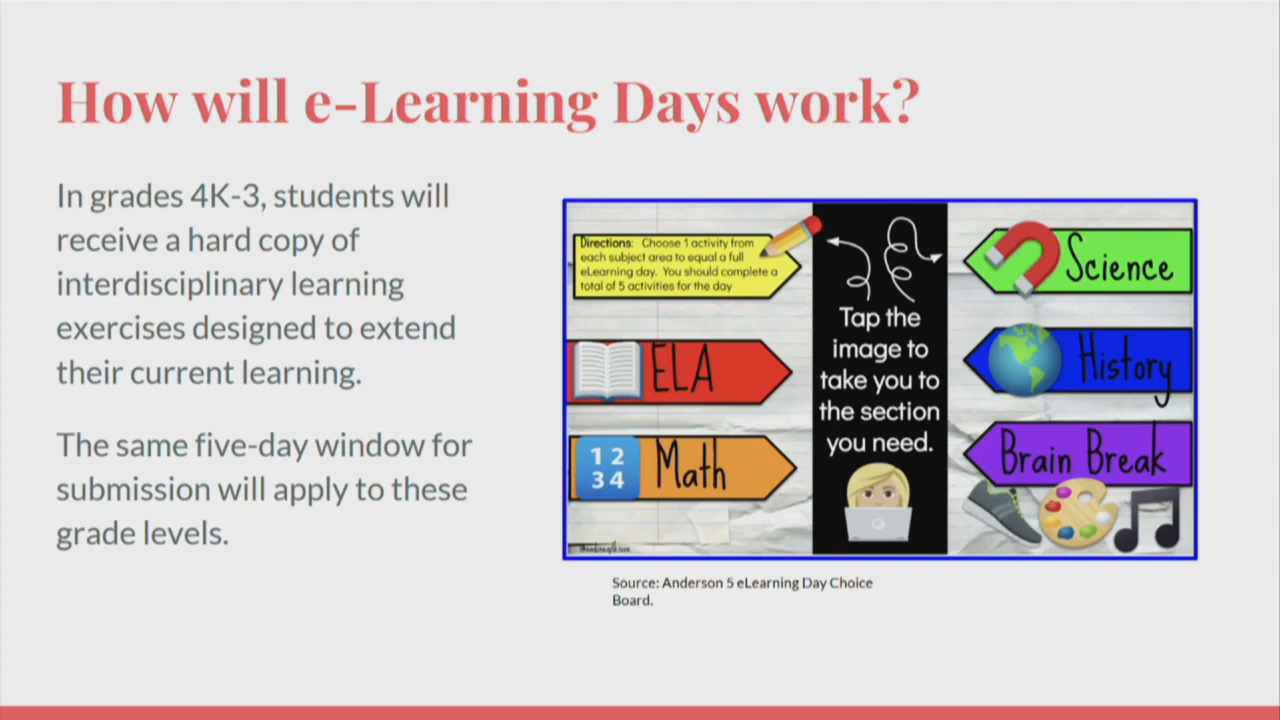 How will e-Learning Days work?
In grades 4K-3, students will
receive a hard copy of
interdisciplinary learning
exercises designed to extend
their current learning.
The same five-day window for
submission will apply to these
grade levels.
Directions: Choose 1 activity from
each subject area to equal a full
eLearning day. You should complete a
total of 5 activities for the day
ELA
1 2
3 4
Math
Tap the
image to
take you to
the section
you need.
Science
History
Brain Break
Source: Anderson 5 eLearning Day Choice
Board.